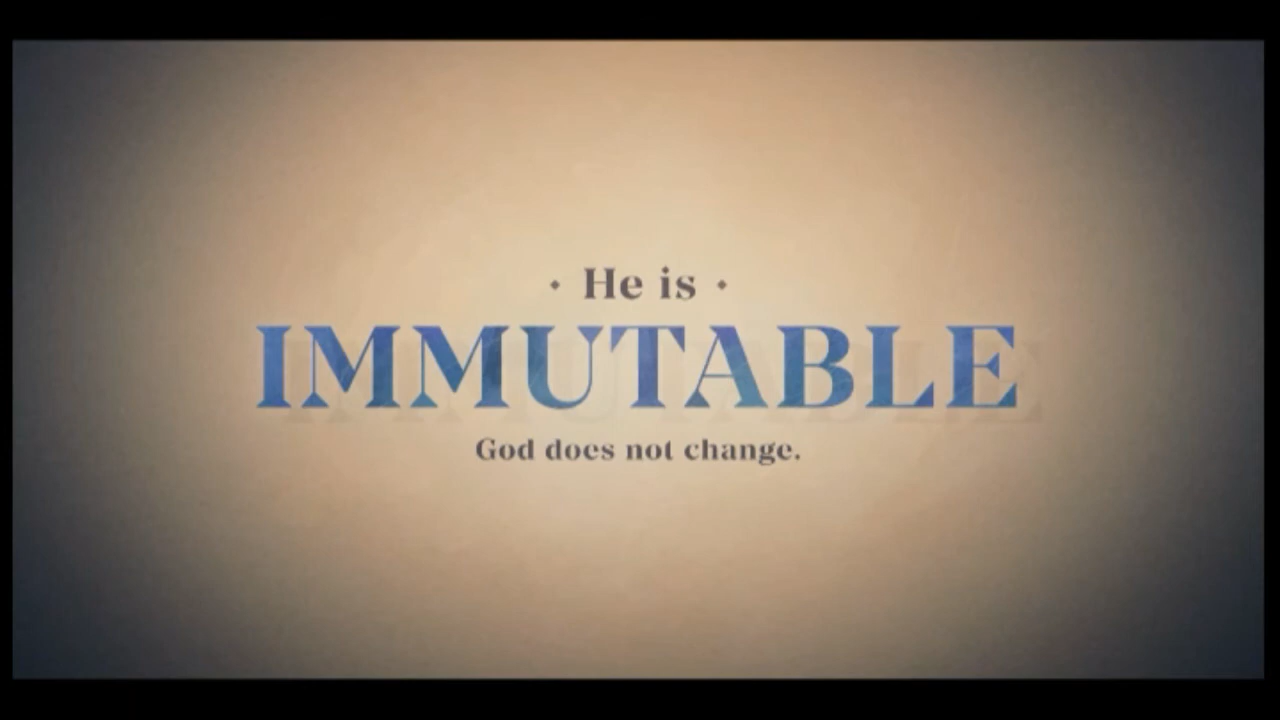 · He is ·
IMMUTABLE
God does not change.